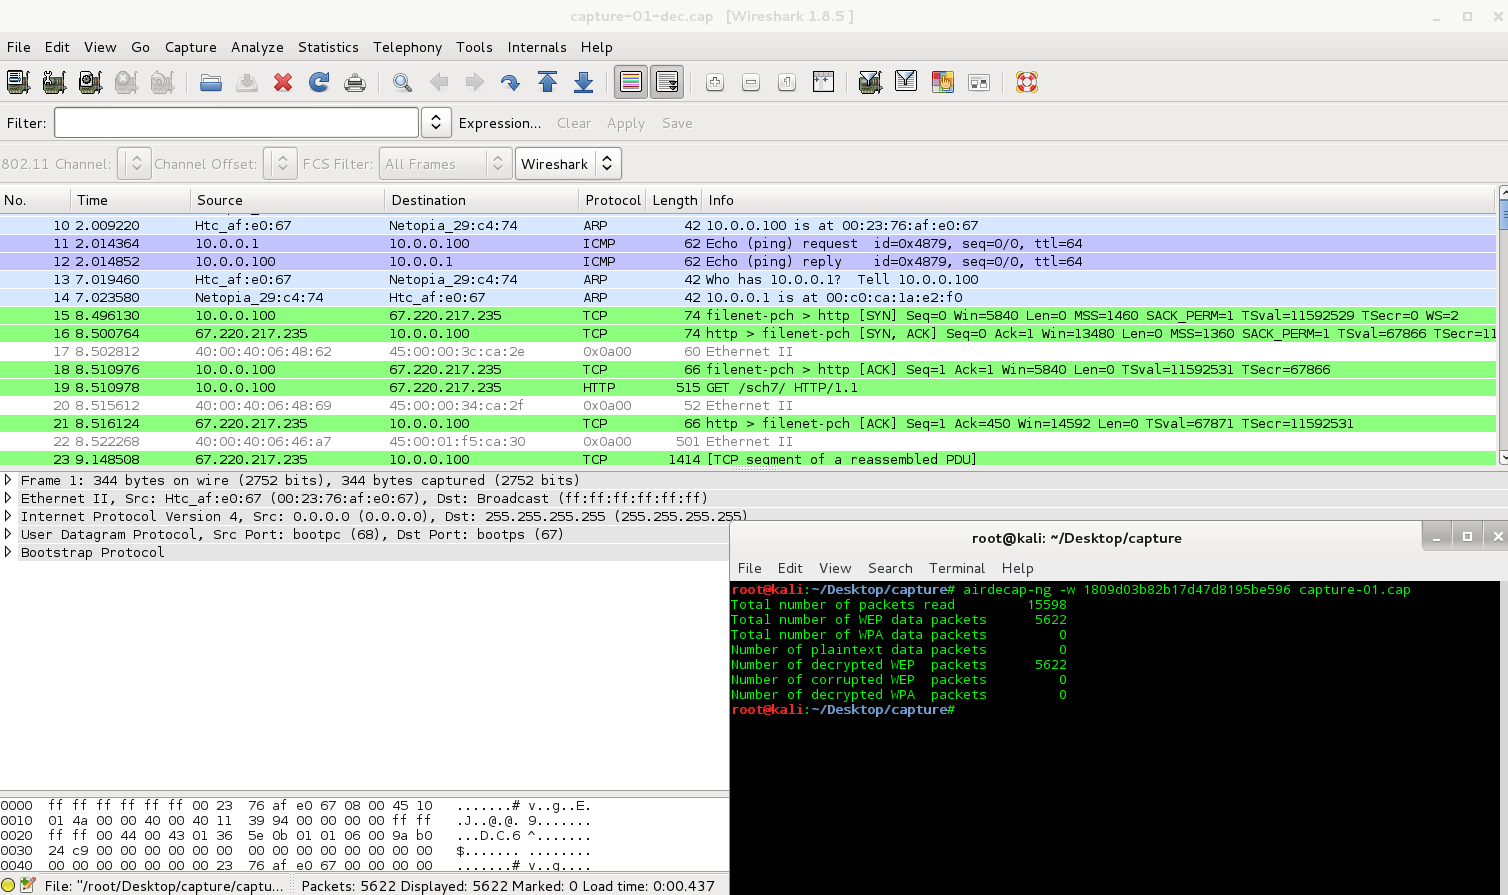 capture-01-dec.cap [Wireshark 1.8.5 ]
File Edit View Go Capture Analyze Statistics Telephony Tools Internals Help
Filter: Expression... Clear Apply Save
802.11 Channel: Channel Offset: FCS Filter: All Frames Wireshark
No. Time Source Destination Protocol Length Info
10 2.009220 Htc_af:e0:67 Netopia_29:c4:74 ARP 42 10.0.0.100 is at 00:23:76:af:e0:67
11 2.014364 10.0.0.1 10.0.0.100 ICMP 62 Echo (ping) request id=0x4879, seq=0/0, ttl=64
12 2.014852 10.0.0.100 10.0.0.1 ICMP 62 Echo (ping) reply id=0x4879, seq=0/0, ttl=64
13 7.019460 Htc_af:e0:67 Netopia_29:c4:74 ARP 42 Who has 10.0.0.1? Tell 10.0.0.100
14 7.023580 Netopia_29:c4:74 Htc_af:e0:67 ARP 42 10.0.0.1 is at 00:c0:ca:1a:e2:f0
15 8.496130 10.0.0.100 67.220.217.235 TCP 74 filenet-pch > http [SYN] Seq=0 Win=5840 Len=0 MSS=1460 SACK_PERM=1 TSval=11592529 TSecr=0 WS=2
16 8.500764 67.220.217.235 10.0.0.100 TCP 74 http > filenet-pch [SYN, ACK] Seq=0 Ack=1 Win=13480 Len=0 MSS=1360 SACK_PERM=1 TSval=67866 TSecr=11
17 8.502812 40:00:40:06:48:62 45:00:00:3c:ca:2e 0x0a00 60 Ethernet II
18 8.510976 10.0.0.100 67.220.217.235 TCP 66 filenet-pch > http [ACK] Seq=1 Ack=1 Win=5840 Len=0 TSval=11592531 TSecr=67866
19 8.510978 10.0.0.100 67.220.217.235 HTTP 515 GET /sch7/ HTTP/1.1
20 8.515612 40:00:40:06:48:69 45:00:00:34:ca:2f 0x0a00 52 Ethernet II
21 8.516124 67.220.217.235 10.0.0.100 TCP 66 http > filenet-pch [ACK] Seq=1 Ack=450 Win=14592 Len=0 TSval=67871 TSecr=11592531
22 8.522268 40:00:40:06:46:a7 45:00:01:f5:ca:30 0x0a00 501 Ethernet II
23 9.148508 67.220.217.235 10.0.0.100 TCP 1414 [TCP segment of a reassembled PDU]
Frame 1: 344 bytes on wire (2752 bits), 344 bytes captured (2752 bits)
Ethernet II, Src: Htc_af:e0:67 (00:23:76:af:e0:67), Dst: Broadcast (ff:ff:ff:ff:ff:ff)
Internet Protocol Version 4, Src: 0.0.0.0 (0.0.0.0), Dst: 255.255.255.255 (255.255.255.255)
User Datagram Protocol, Src Port: bootpc (68), Dst Port: bootps (67)
Bootstrap Protocol
root@kali: ~/Desktop/capture
File Edit View Search Terminal Help
root@kali:~/Desktop/capture# airdecap-ng -w 1809d03b82b17d47d8195be596 capture-01.cap
Total number of packets read 15598
Total number of WEP data packets 5622
Total number of WPA data packets 0
Number of plaintext data packets 0
Number of decrypted WEP packets 5622
Number of corrupted WEP packets 0
Number of decrypted WPA packets 0
root@kali:~/Desktop/capture#
0000 ff ff ff ff ff ff 00 23 76 af e0 67 08 00 45 10 .......# v..g..E.
0010 01 4a 00 00 40 00 40 11 39 94 00 00 00 00 ff ff .J..@.@. 9.......
0020 ff ff 00 44 00 43 01 36 5e 0b 01 01 06 00 9a b0 ...D.C.6 ^.......
0030 24 c9 00 00 00 00 00 00 00 00 00 00 00 00 00 00 $....... ........
0040 00 00 00 00 00 00 00 23 76 af e0 67 00 00 00 00 .......# v..g....
File: "/root/Desktop/capture/captu... Packets: 5622 Displayed: 5622 Marked: 0 Load time: 0:00.437